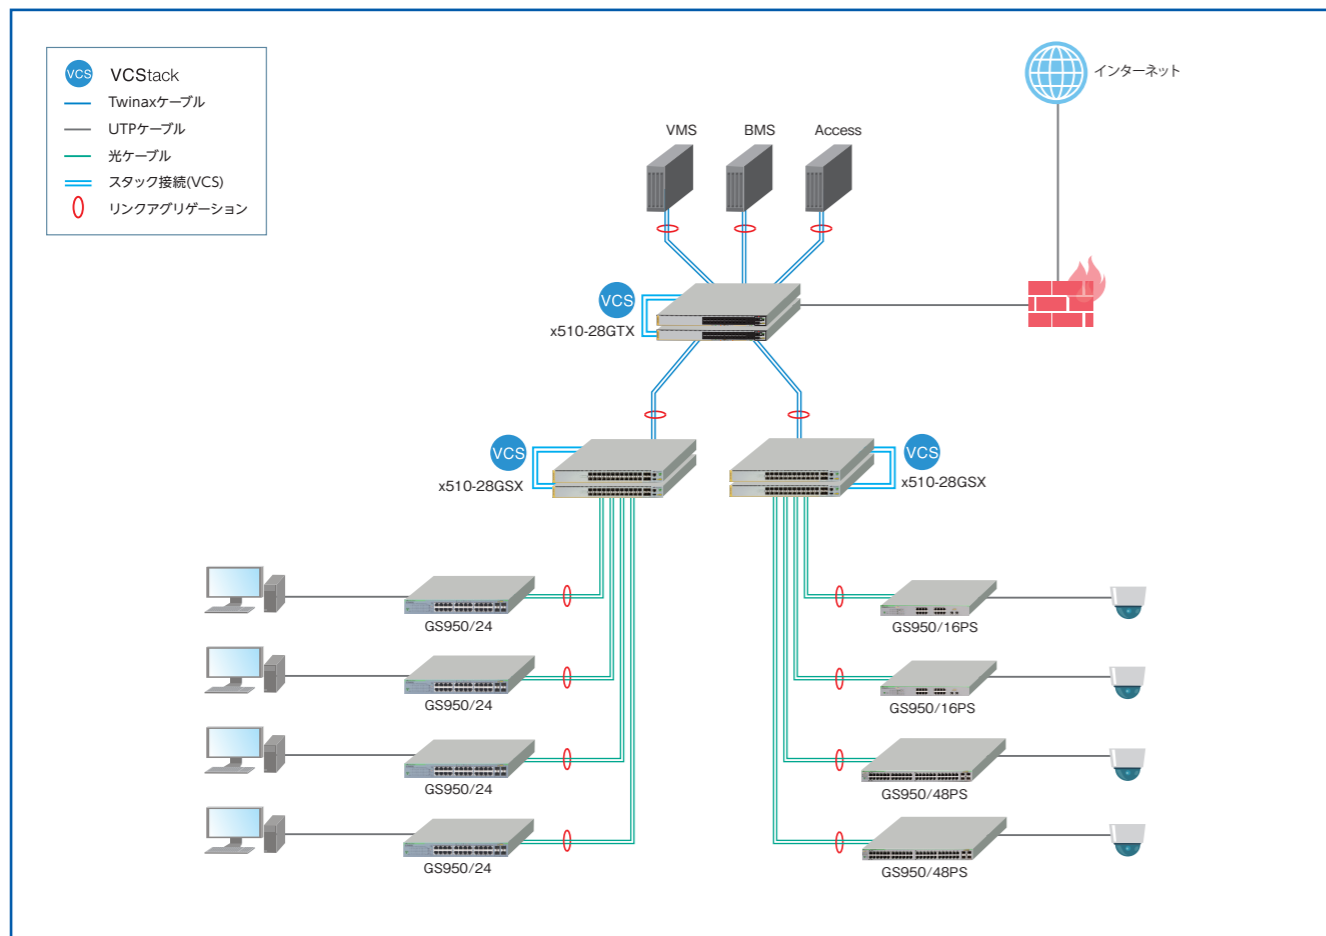 VCS VCStack
Twinaxケーブル
UTPケーブル
光ケーブル
スタック接続(VCS)
リンクアグリゲーション
インターネット
VMS BMS Access
VCS
x510-28GTX
VCS
x510-28GSX
VCS
x510-28GSX
GS950/24
GS950/16PS
GS950/24
GS950/16PS
GS950/24
GS950/48PS
GS950/24
GS950/48PS